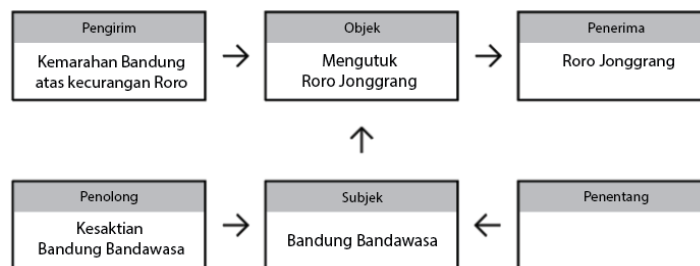 Pengirim
Kemarahan Bandung
atas kecurangan Roro
Objek
Mengutuk
Roro Jonggrang
Penerima
Roro Jonggrang
Penolong
Kesaktian
Bandung Bandawasa
Subjek
Bandung Bandawasa
Penentang